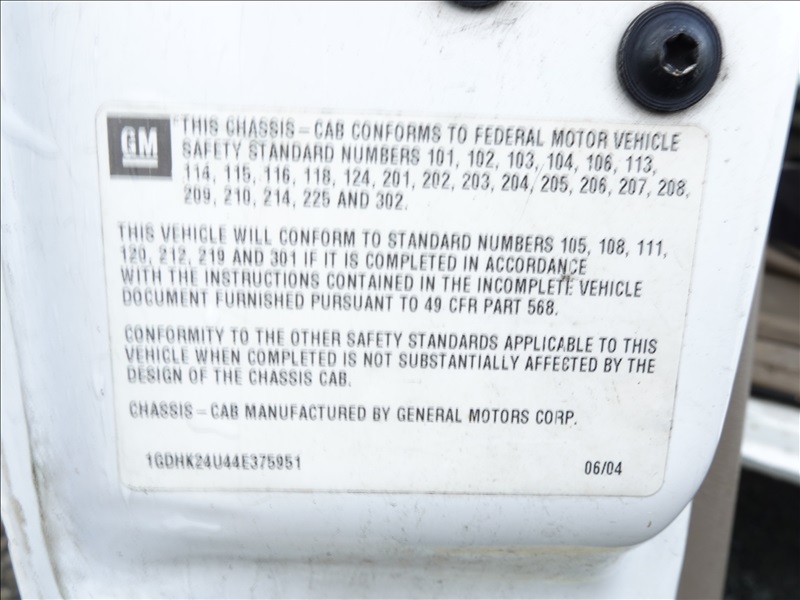 GM
THIS CHASSIS - CAB CONFORMS TO FEDERAL MOTOR VEHICLE
SAFETY STANDARD NUMBERS 101, 102, 103, 104, 106, 113,
114, 115, 116, 118, 124, 201, 202, 203, 204, 205, 206, 207, 208,
209, 210, 214, 225 AND 302.
THIS VEHICLE WILL CONFORM TO STANDARD NUMBERS 105, 108, 111,
120, 212, 219 AND 301 IF IT IS COMPLETED IN ACCORDANCE
WITH THE INSTRUCTIONS CONTAINED IN THE INCOMPLETE VEHICLE
DOCUMENT FURNISHED PURSUANT TO 49 CFR PART 568.
CONFORMITY TO THE OTHER SAFETY STANDARDS APPLICABLE TO THIS
VEHICLE WHEN COMPLETED IS NOT SUBSTANTIALLY AFFECTED BY THE
DESIGN OF THE CHASSIS CAB.
CHASSIS - CAB MANUFACTURED BY GENERAL MOTORS CORP.
1GDHK24U44E375951 06/04